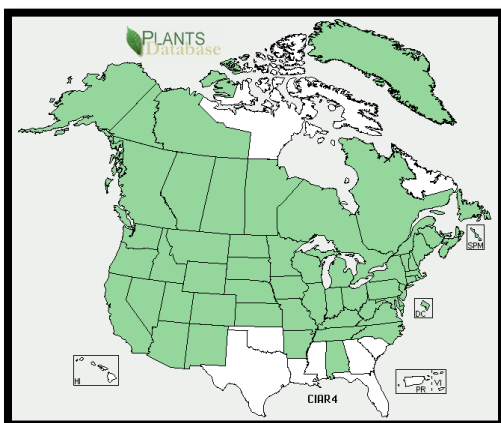 PLANTS
Database
SPM
DC
HI
PR
VI
CIAR4